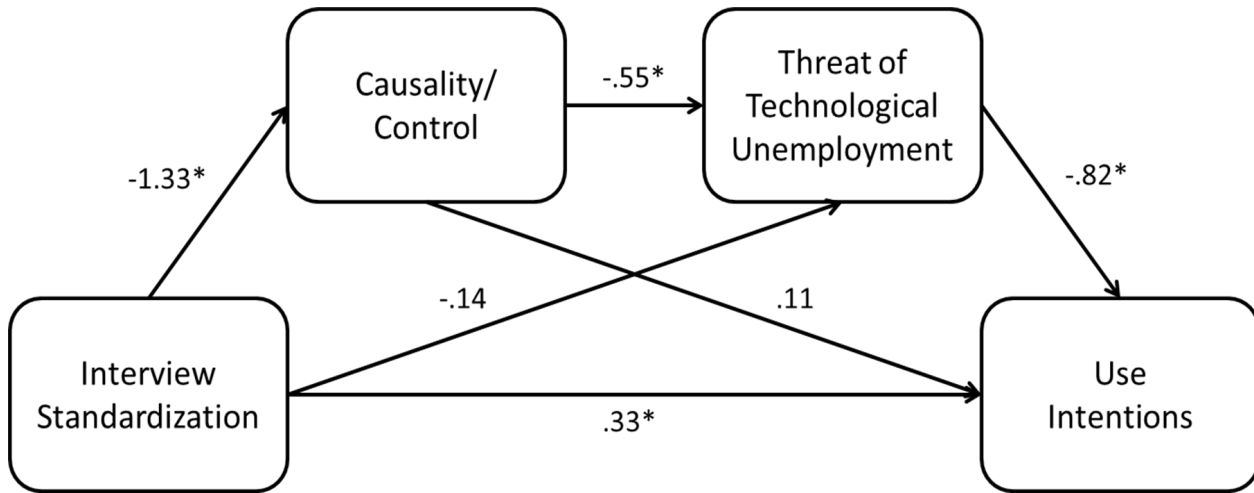 Causality/
Control
-.55*
Threat of
Technological
Unemployment
-1.33*
-.82*
-.14
.11
Interview
Standardization
.33*
Use
Intentions